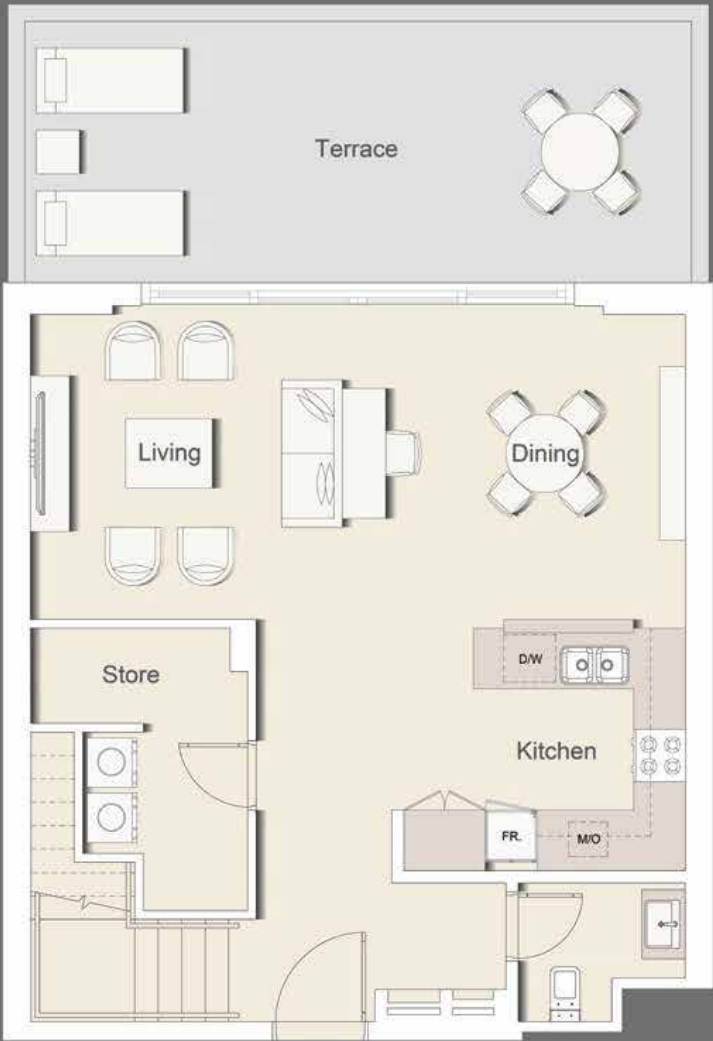 Terrace
Living
Dining
Store
D/W
Kitchen
FR.
M/O